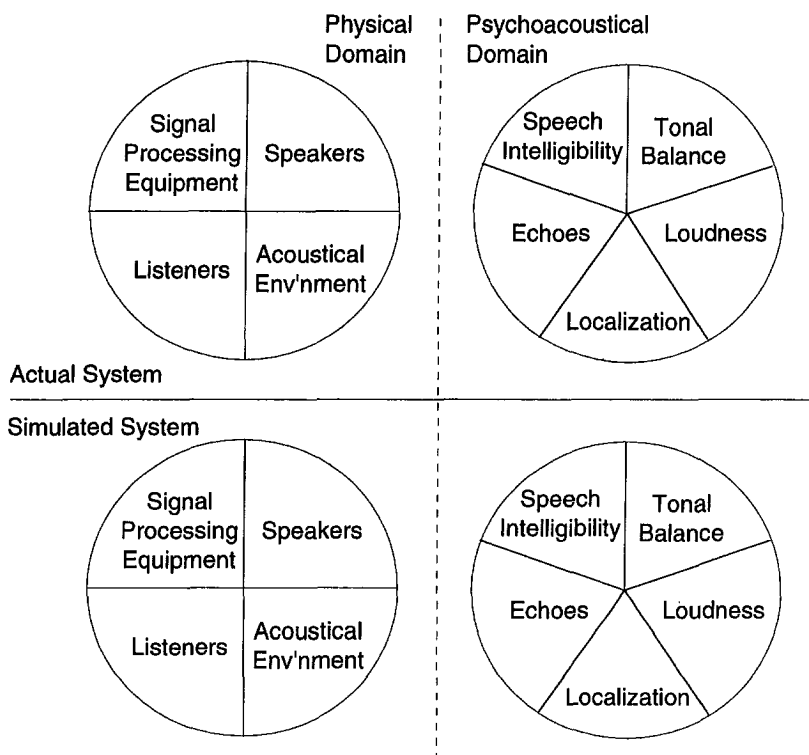 Physical
Domain
Psychoacoustical
Domain
Signal
Processing
Equipment
Speakers
Listeners
Acoustical
Env'nment
Speech
Intelligibility
Tonal
Balance
Echoes
Loudness
Localization
Actual System
Simulated System
Signal
Processing
Equipment
Speakers
Listeners
Acoustical
Env'nment
Speech
Intelligibility
Tonal
Balance
Echoes
Loudness
Localization